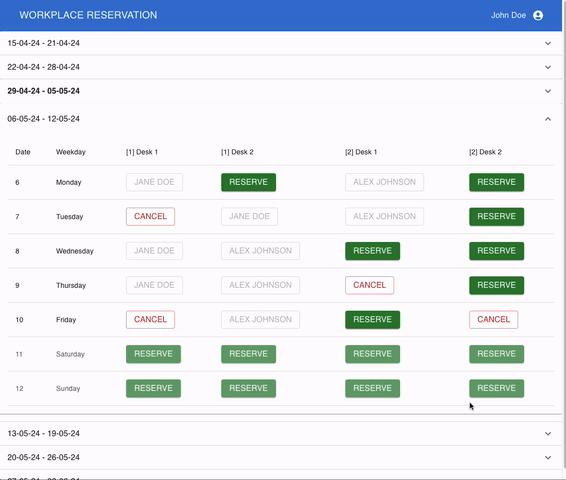 WORKPLACE RESERVATION John Doe
15-04-24 - 21-04-24
22-04-24 - 28-04-24
29-04-24 - 05-05-24
06-05-24 - 12-05-24
Date Weekday [1] Desk 1 [1] Desk 2 [2] Desk 1 [2] Desk 2
6 Monday JANE DOE RESERVE ALEX JOHNSON RESERVE
7 Tuesday CANCEL JANE DOE ALEX JOHNSON RESERVE
8 Wednesday JANE DOE ALEX JOHNSON RESERVE RESERVE
9 Thursday JANE DOE ALEX JOHNSON CANCEL RESERVE
10 Friday CANCEL ALEX JOHNSON RESERVE CANCEL
11 Saturday RESERVE RESERVE RESERVE RESERVE
12 Sunday RESERVE RESERVE RESERVE RESERVE
13-05-24 - 19-05-24
20-05-24 - 26-05-24